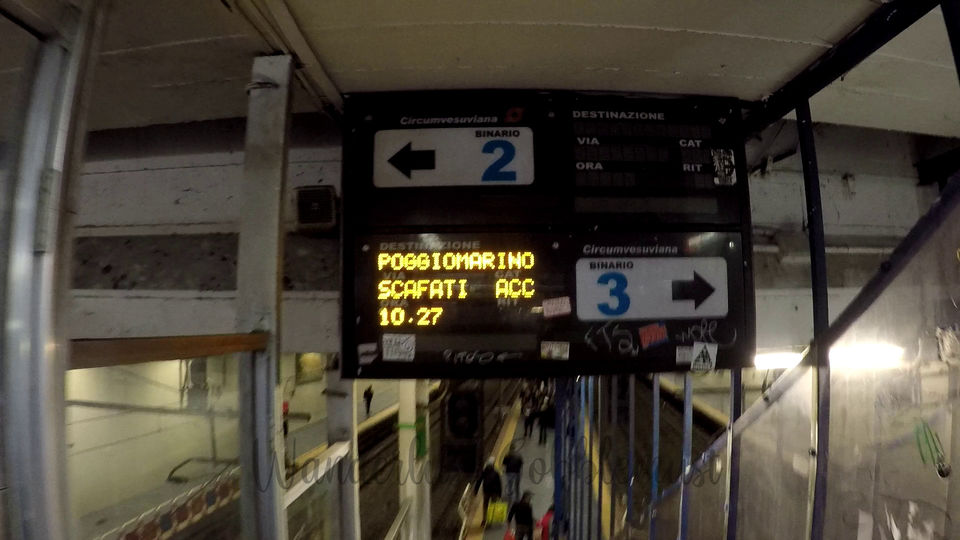 Circumvesuviana
BINARIO
2
DESTINAZIONE
VIA CAT
ORA RIT
DESTINAZIONE
POGGIOMARINO
SCAFATI ACC
10.27
Circumvesuviana
BINARIO
3